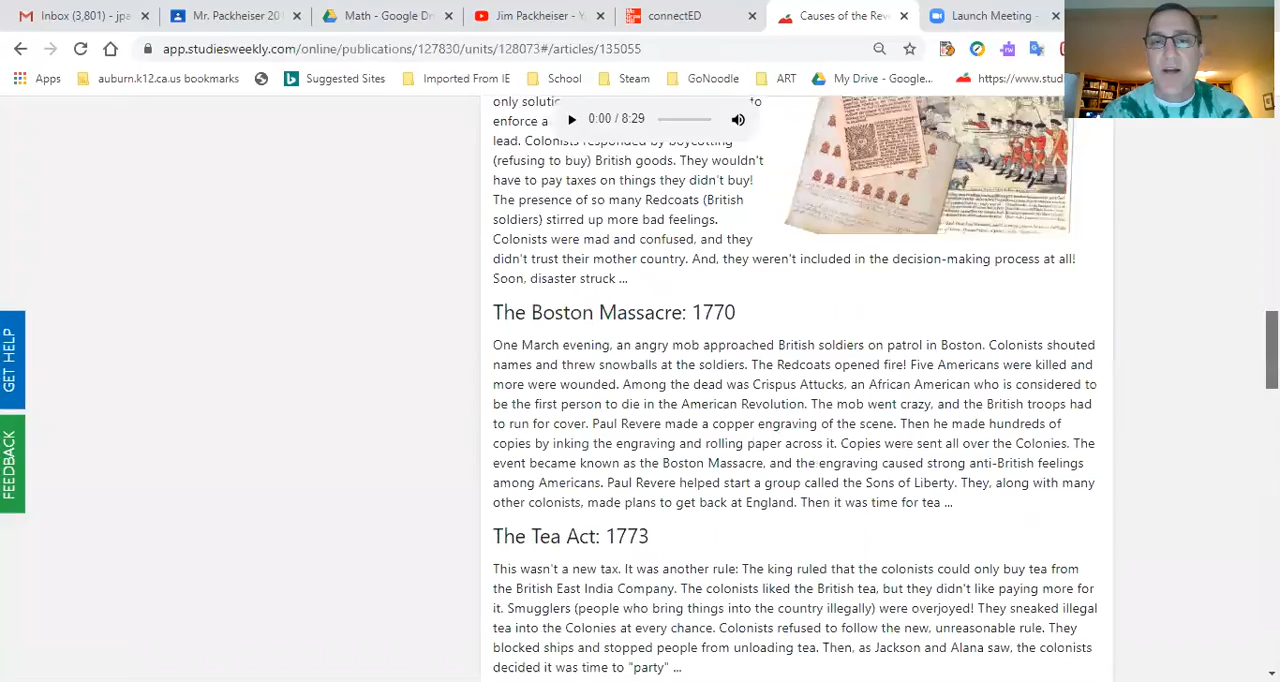 Inbox (3,801) - jpa
Mr. Packheiser 20
Math - Google Dr
Jim Packheiser - Y
connectED
Causes of the Rev
Launch Meeting -
app.studiesweekly.com/online/publications/127830/units/128073#/articles/135055
Apps
auburn.k12.ca.us bookmarks
Suggested Sites
Imported From IE
School
Steam
GoNoodle
ART
My Drive - Google...
https://www.stud
only solutio
to
enforce a
0:00 / 8:29
lead. Colonists responded by boycotting
(refusing to buy) British goods. They wouldn't
have to pay taxes on things they didn't buy!
The presence of so many Redcoats (British
soldiers) stirred up more bad feelings.
Colonists were mad and confused, and they
didn't trust their mother country. And, they weren't included in the decision-making process at all!
Soon, disaster struck ...
The Boston Massacre: 1770
One March evening, an angry mob approached British soldiers on patrol in Boston. Colonists shouted
names and threw snowballs at the soldiers. The Redcoats opened fire! Five Americans were killed and
more were wounded. Among the dead was Crispus Attucks, an African American who is considered to
be the first person to die in the American Revolution. The mob went crazy, and the British troops had
to run for cover. Paul Revere made a copper engraving of the scene. Then he made hundreds of
copies by inking the engraving and rolling paper across it. Copies were sent all over the Colonies. The
event became known as the Boston Massacre, and the engraving caused strong anti-British feelings
among Americans. Paul Revere helped start a group called the Sons of Liberty. They, along with many
other colonists, made plans to get back at England. Then it was time for tea ...
The Tea Act: 1773
This wasn't a new tax. It was another rule: The king ruled that the colonists could only buy tea from
the British East India Company. The colonists liked the British tea, but they didn't like paying more for
it. Smugglers (people who bring things into the country illegally) were overjoyed! They sneaked illegal
tea into the Colonies at every chance. Colonists refused to follow the new, unreasonable rule. They
blocked ships and stopped people from unloading tea. Then, as Jackson and Alana saw, the colonists
decided it was time to "party" ...
GET HELP
FEEDBACK